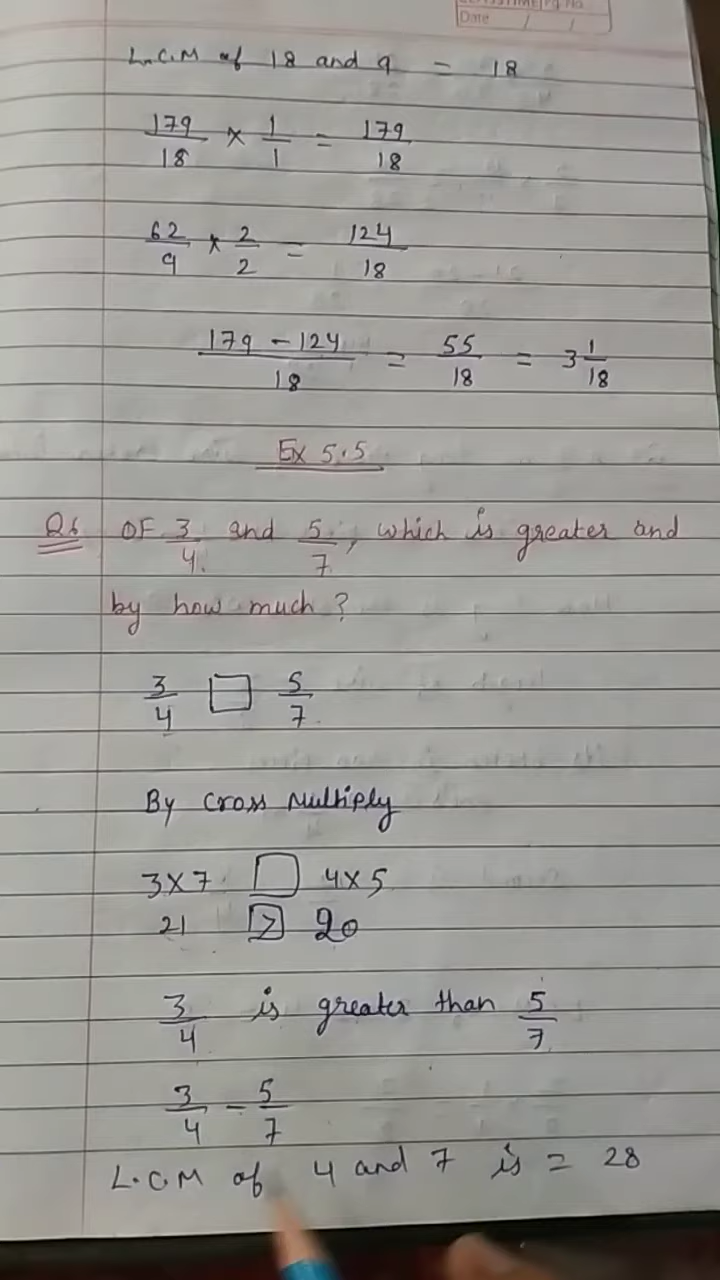 Date / /
L.C.M of 18 and 9 = 18
179/18 × 1/1 = 179/18
62/9 × 2/2 = 124/18
179 - 124/18 = 55/18 = 3 1/18
Ex 5.5
Q6 OF 3/4 and 5/7, which is greater and
by how much?
3/4 □ 5/7
By cross Multiply
3×7 □ 4×5
21 > 20
3/4 is greater than 5/7
3/4 - 5/7
L.C.M of 4 and 7 is = 28